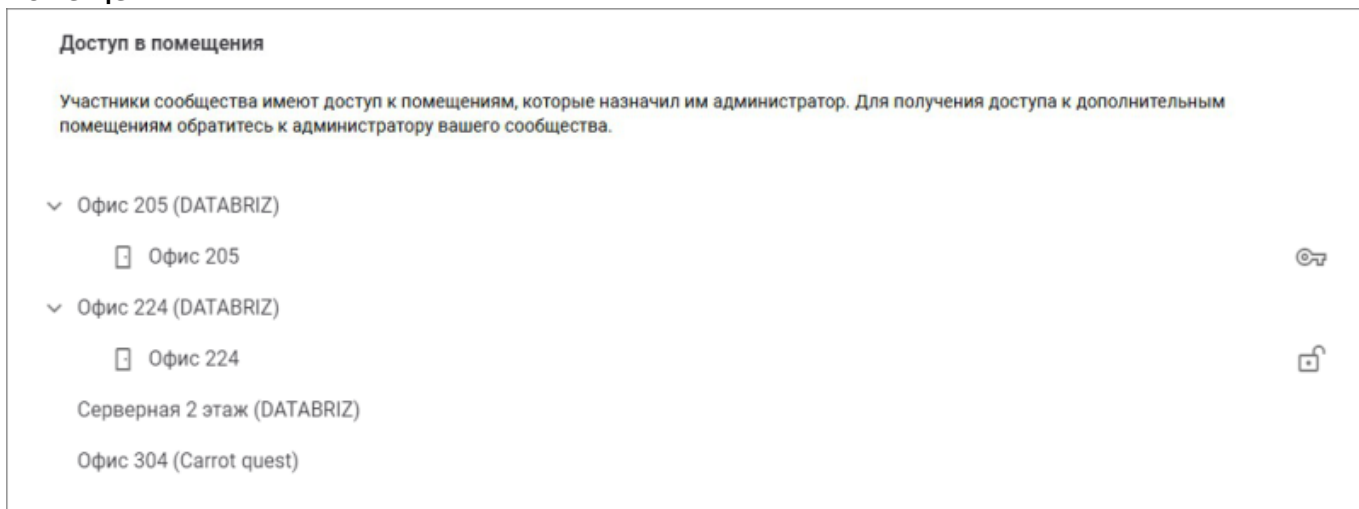 Доступ в помещения
Участники сообщества имеют доступ к помещениям, которые назначил им администратор. Для получения доступа к дополнительным
помещениям обратитесь к администратору вашего сообщества.
Офис 205 (DATABRIZ)
Офис 205
Офис 224 (DATABRIZ)
Офис 224
Серверная 2 этаж (DATABRIZ)
Офис 304 (Carrot quest)